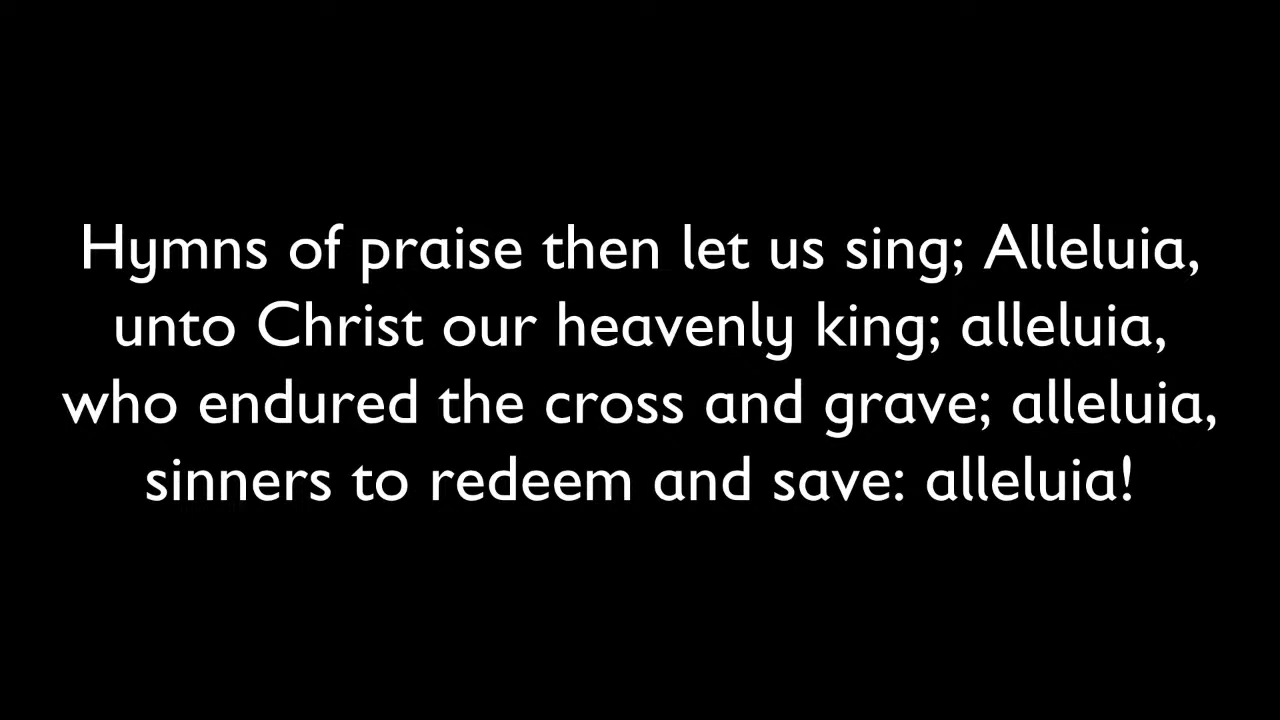 Hymns of praise then let us sing; Alleluia,
unto Christ our heavenly king; alleluia,
who endured the cross and grave; alleluia,
sinners to redeem and save: alleluia!